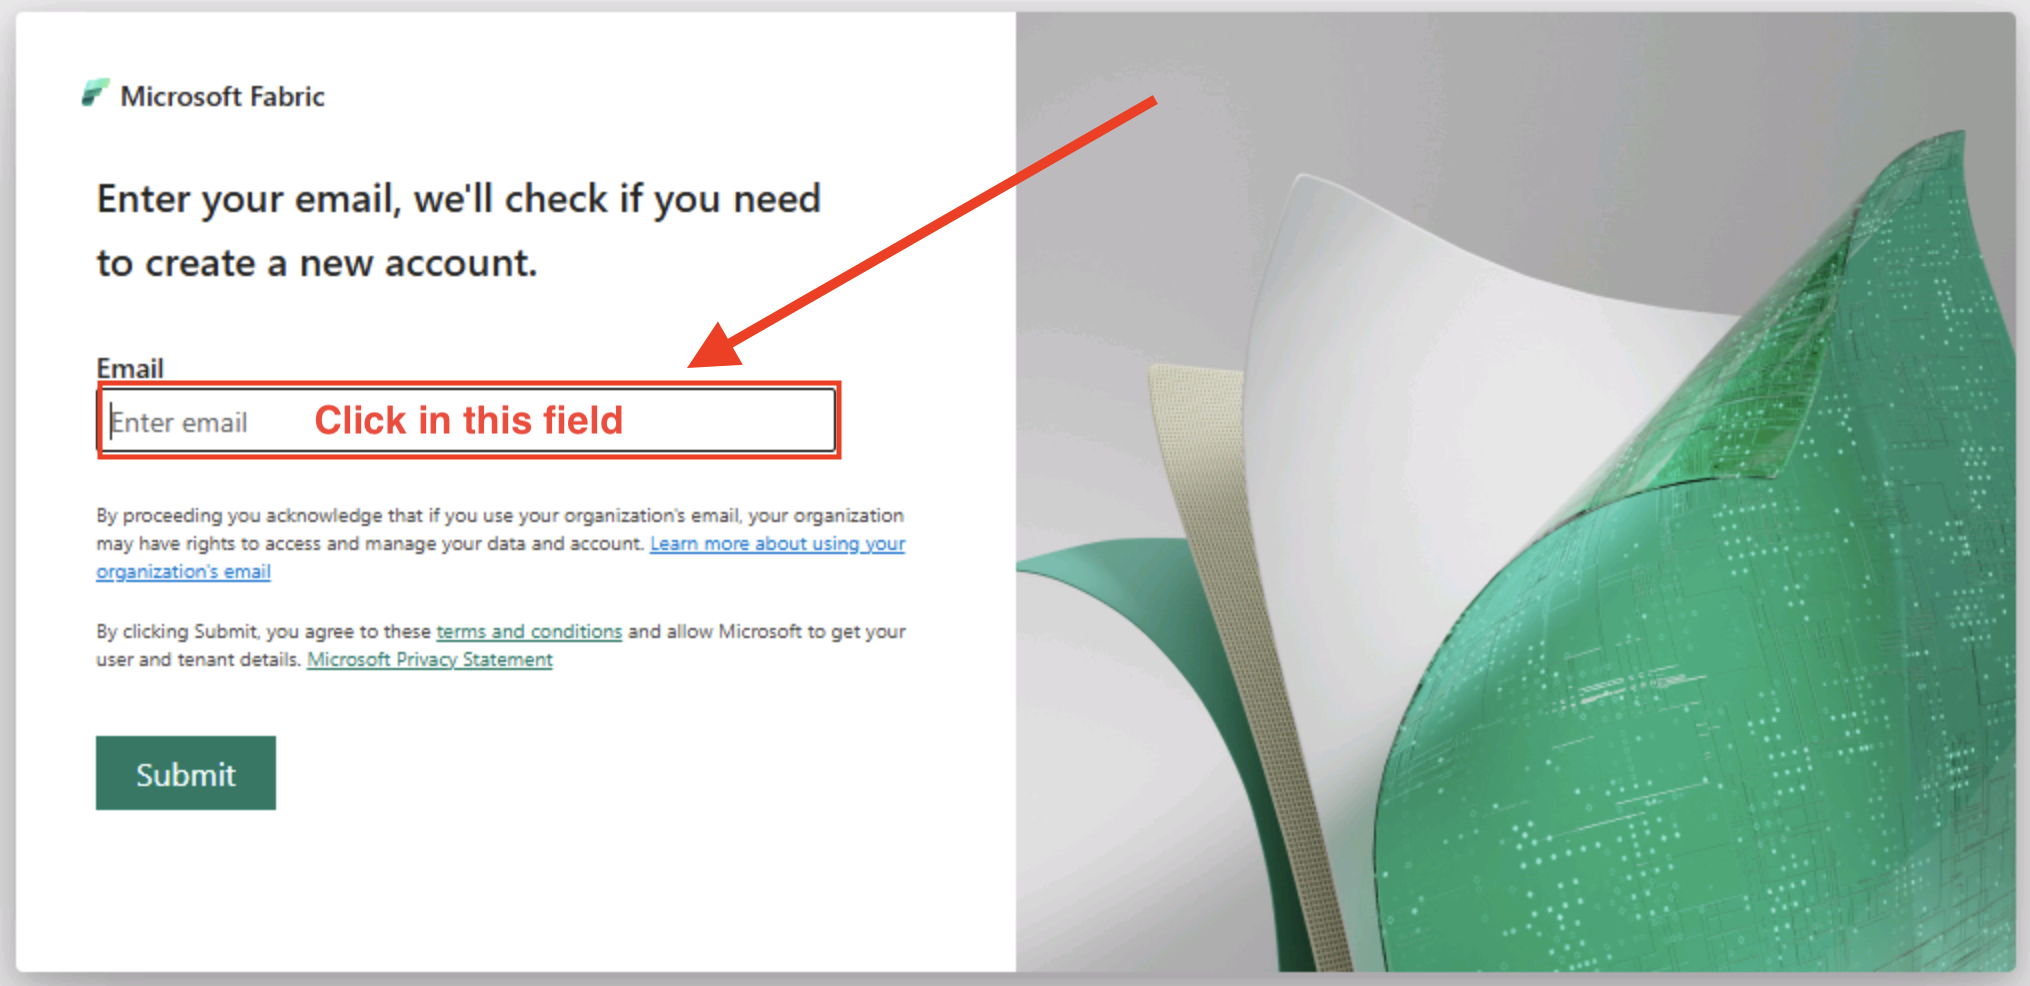 Microsoft Fabric
Enter your email, we'll check if you need
to create a new account.
Email
Enter email
Click in this field
By proceeding you acknowledge that if you use your organization's email, your organization
may have rights to access and manage your data and account. Learn more about using your
organization's email
By clicking Submit, you agree to these terms and conditions and allow Microsoft to get your
user and tenant details. Microsoft Privacy Statement
Submit